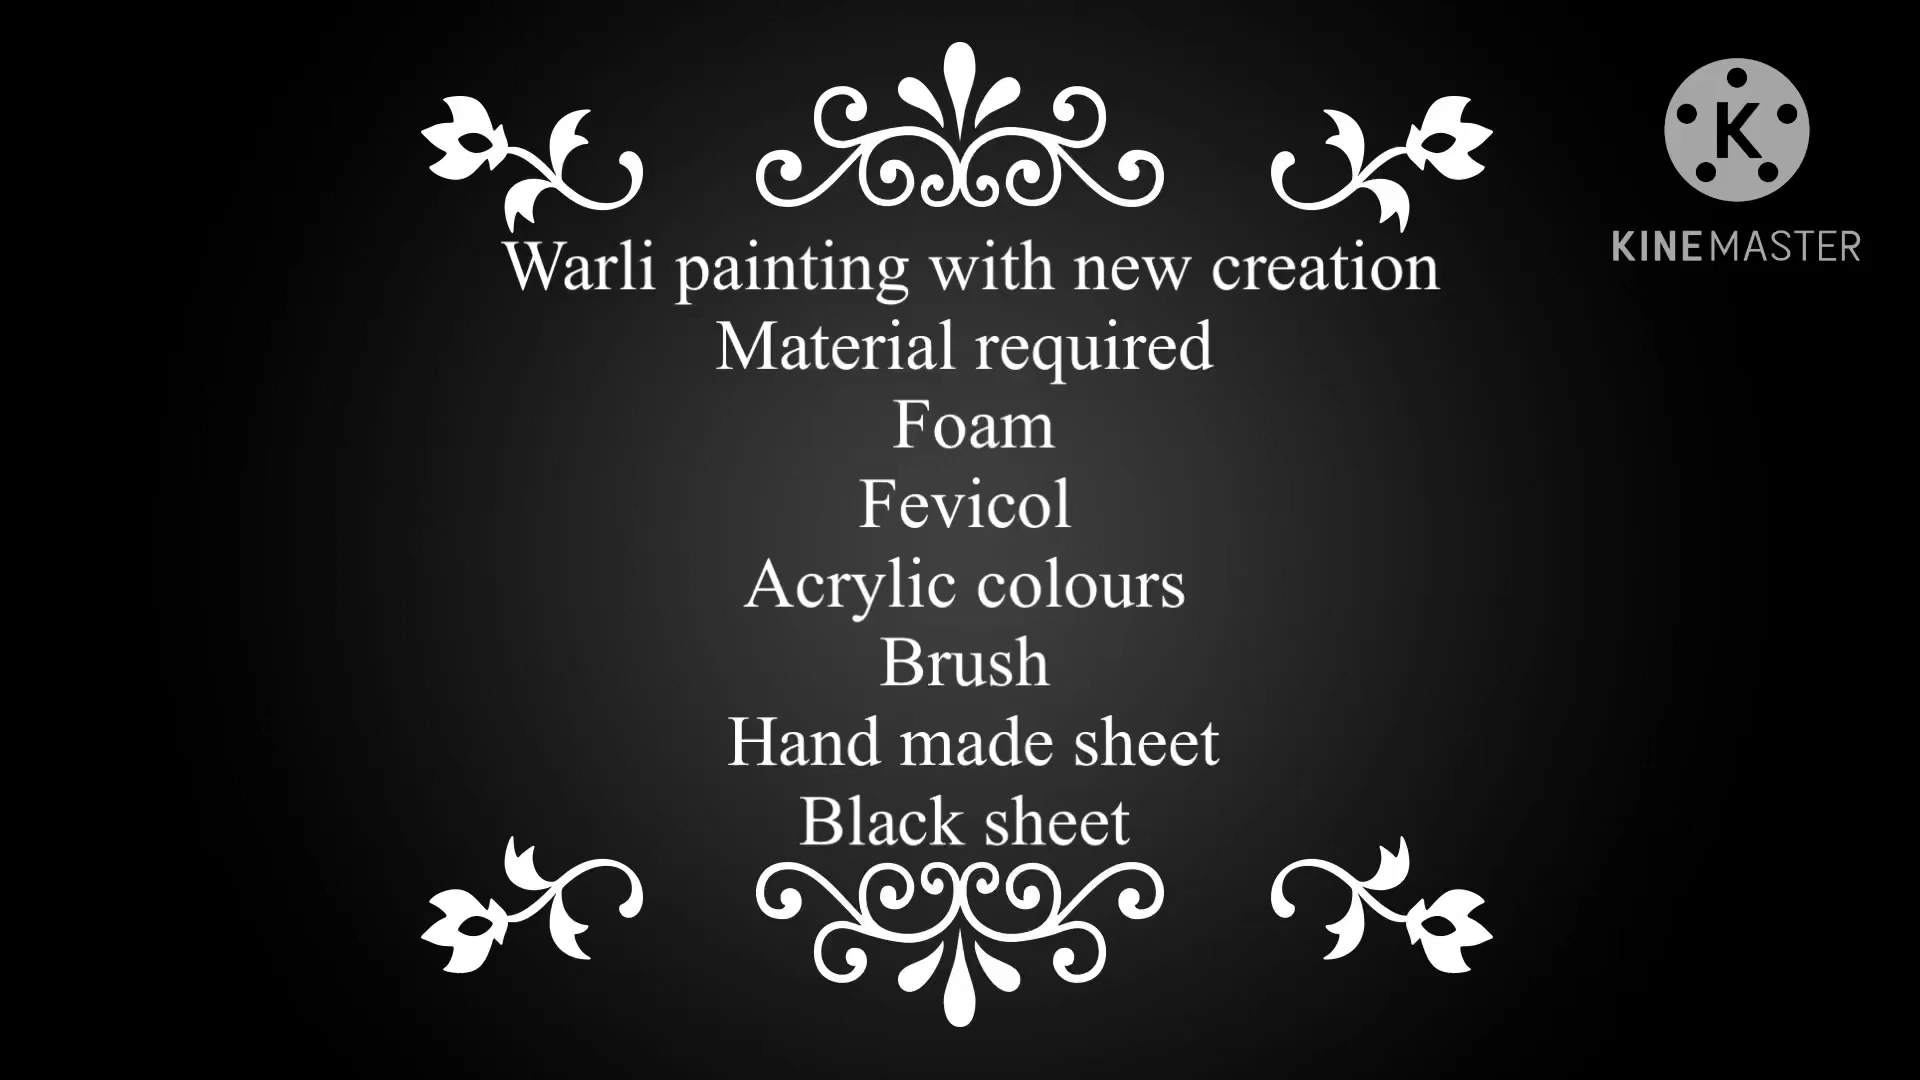 K
KINEMASTER
Warli painting with new creation
Material required
Foam
Fevicol
Acrylic colours
Brush
Hand made sheet
Black sheet